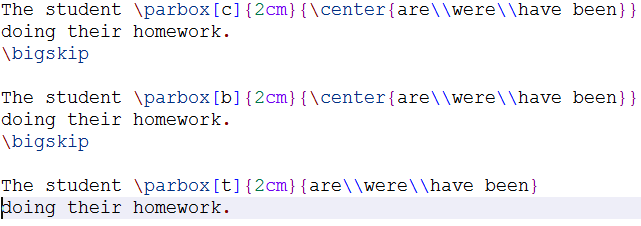 The student \parbox[c]{2cm}{\center{are\\were\\have been}}
doing their homework.
\bigskip
The student \parbox[b]{2cm}{\center{are\\were\\have been}}
doing their homework.
\bigskip
The student \parbox[t]{2cm}{are\\were\\have been}
doing their homework.